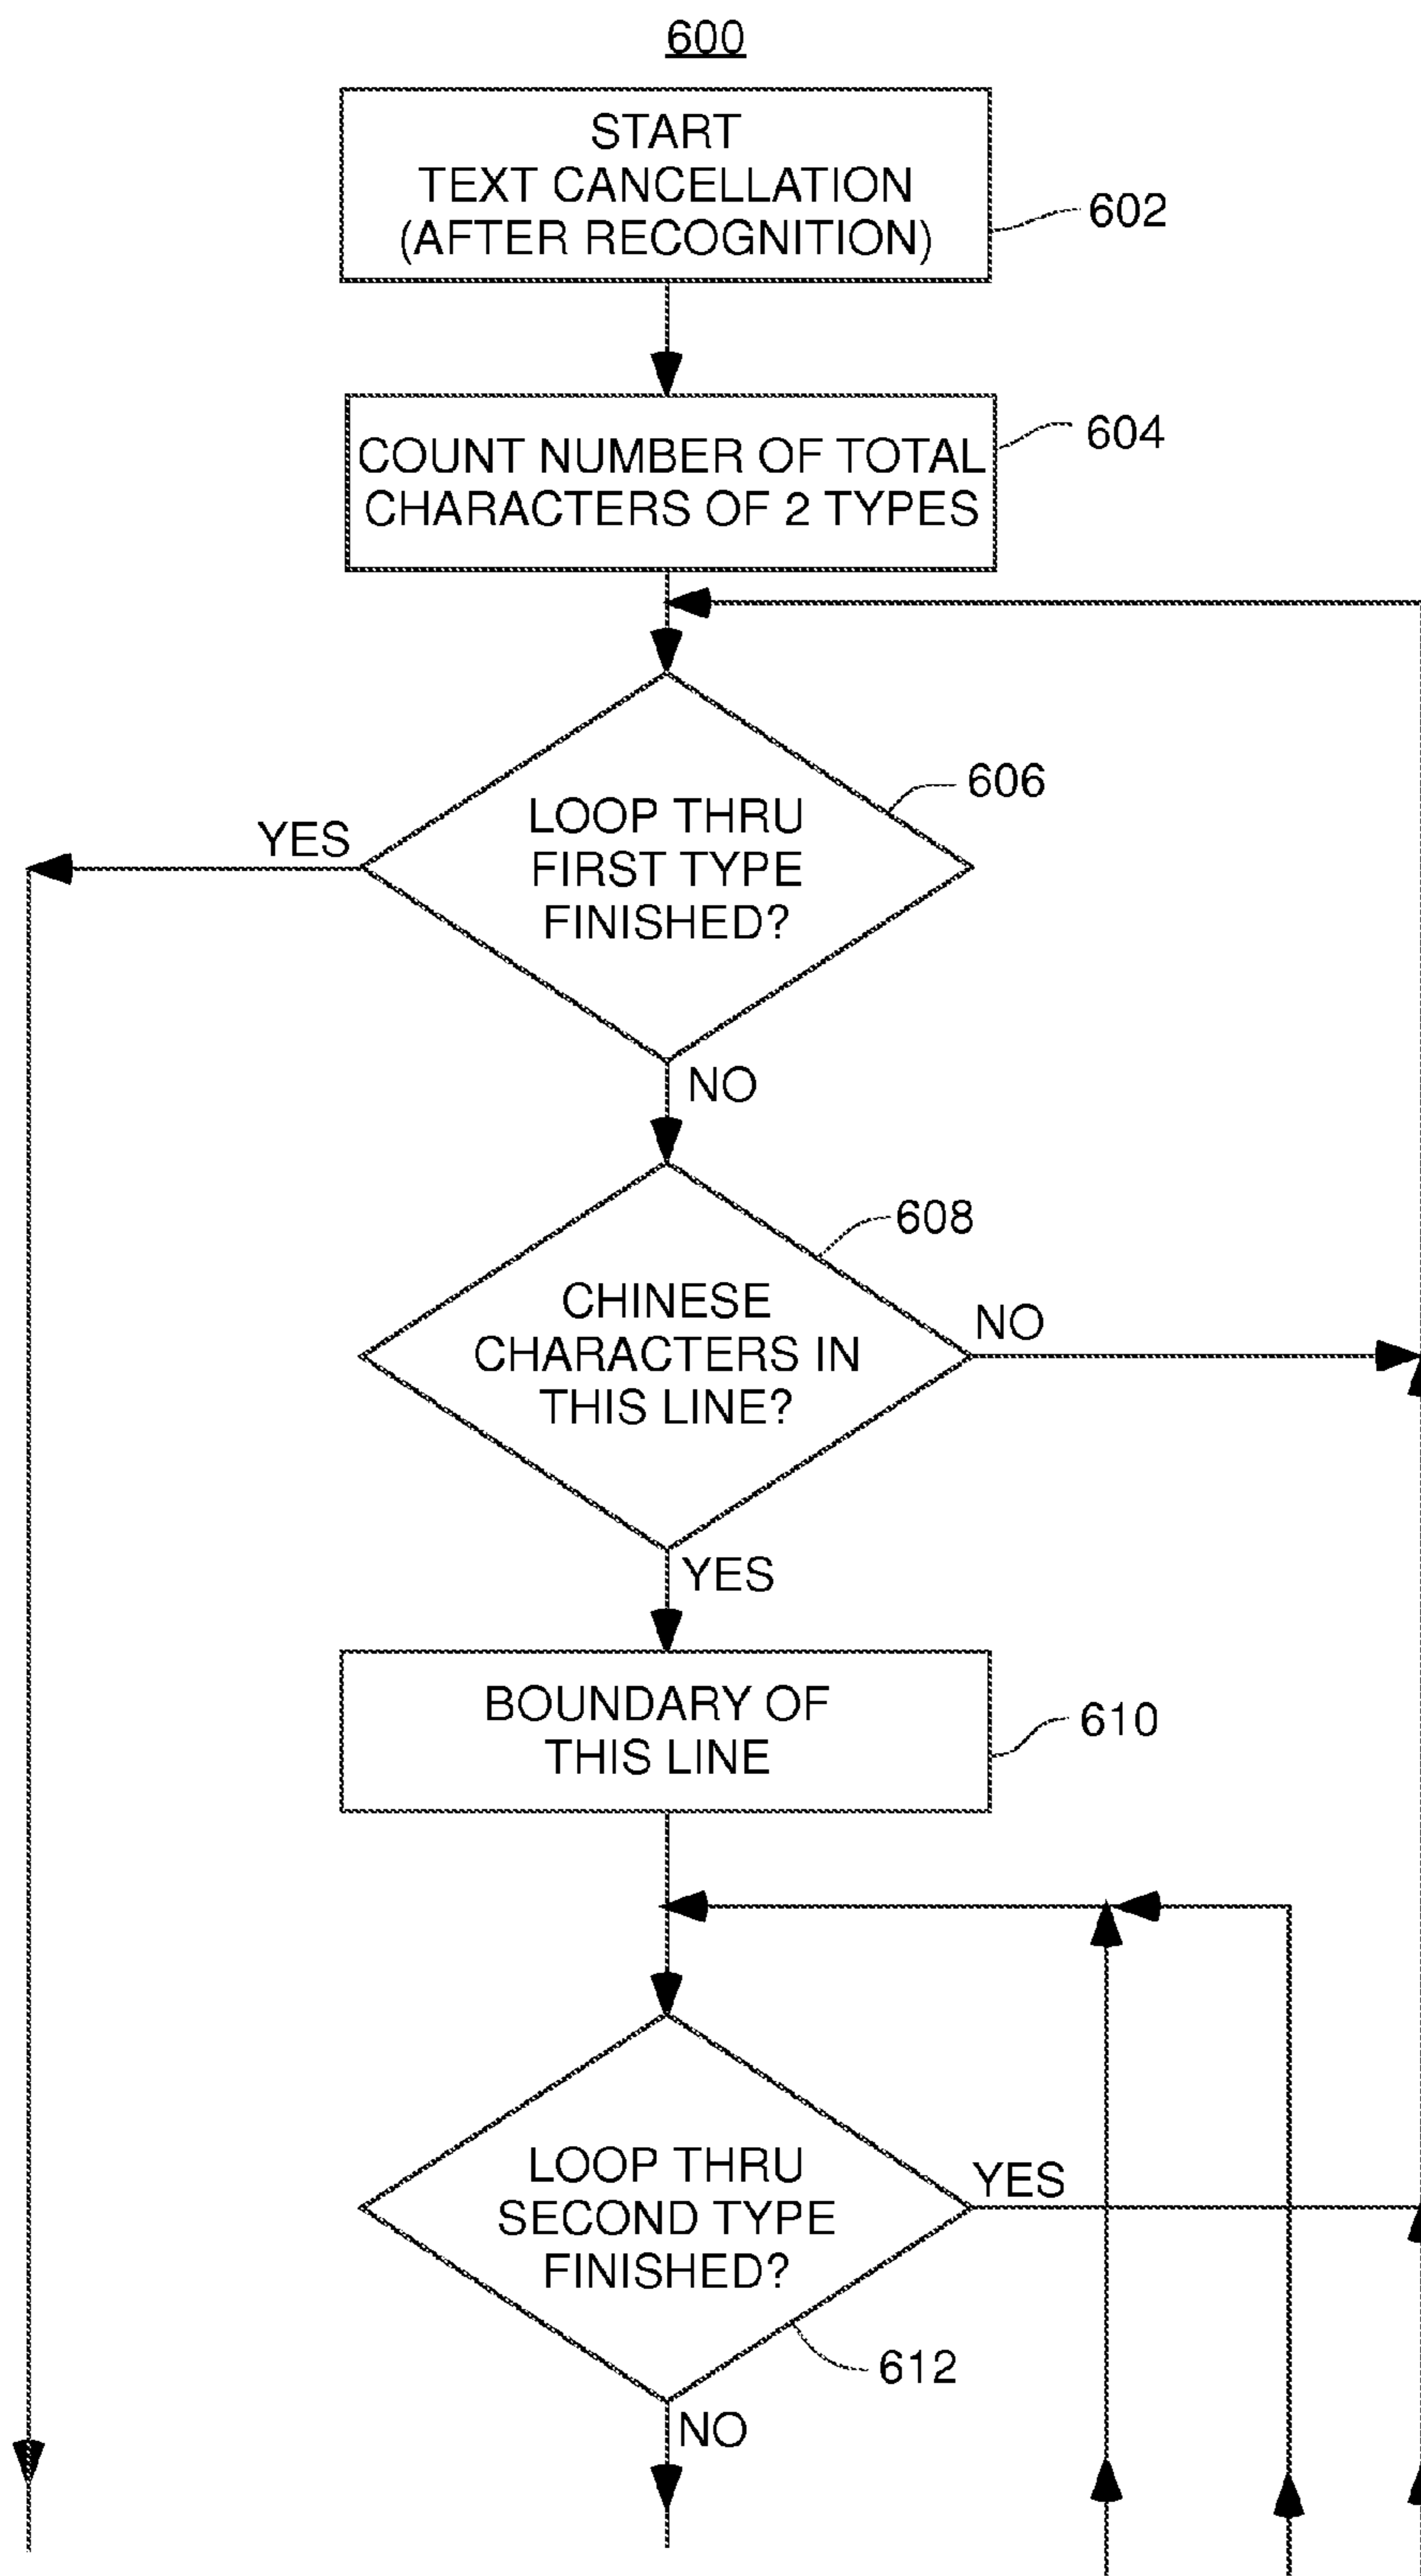 600
START
TEXT CANCELLATION
(AFTER RECOGNITION)
602
COUNT NUMBER OF TOTAL
CHARACTERS OF 2 TYPES
604
LOOP THRU
FIRST TYPE
FINISHED?
606
YES
NO
CHINESE
CHARACTERS IN
THIS LINE?
608
NO
YES
BOUNDARY OF
THIS LINE
610
LOOP THRU
SECOND TYPE
FINISHED?
YES
612
NO